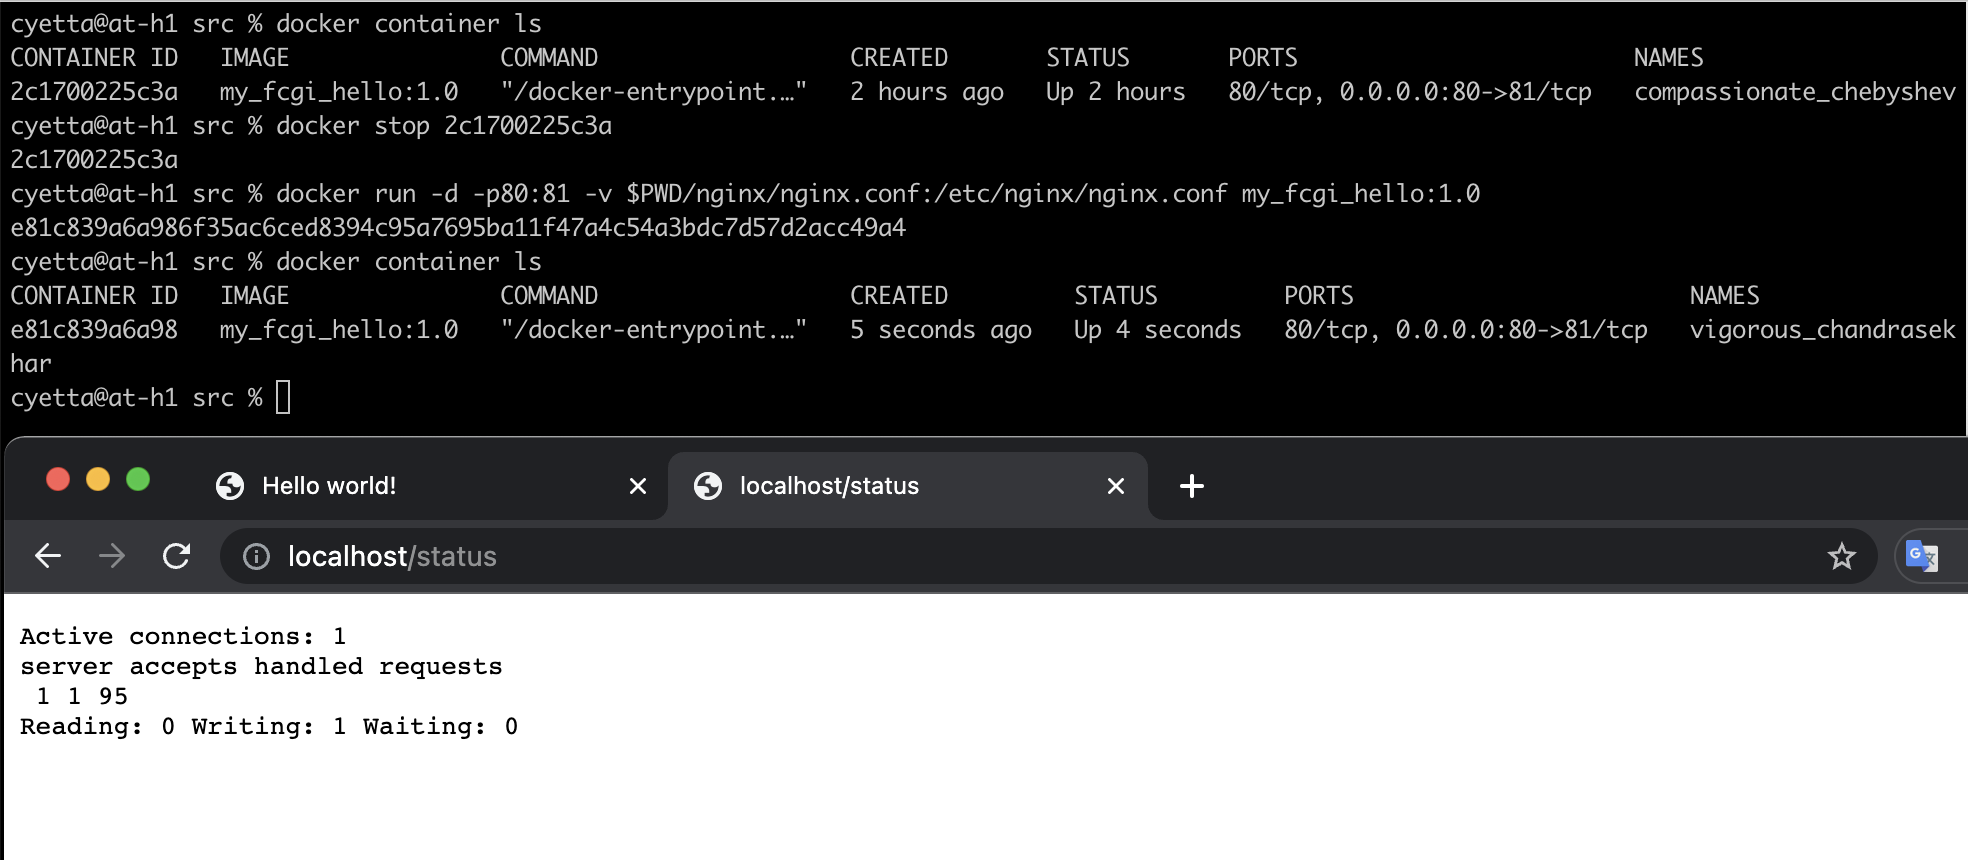 cyetta@at-h1 src % docker container ls
CONTAINER ID   IMAGE               COMMAND                  CREATED       STATUS       PORTS                        NAMES
2c1700225c3a   my_fcgi_hello:1.0   "/docker-entrypoint.…"   2 hours ago   Up 2 hours   80/tcp, 0.0.0.0:80->81/tcp   compassionate_chebyshev
cyetta@at-h1 src % docker stop 2c1700225c3a
2c1700225c3a
cyetta@at-h1 src % docker run -d -p80:81 -v $PWD/nginx/nginx.conf:/etc/nginx/nginx.conf my_fcgi_hello:1.0
e81c839a6a986f35ac6ced8394c95a7695ba11f47a4c54a3bdc7d57d2acc49a4
cyetta@at-h1 src % docker container ls
CONTAINER ID   IMAGE               COMMAND                  CREATED         STATUS         PORTS                        NAMES
e81c839a6a98   my_fcgi_hello:1.0   "/docker-entrypoint.…"   5 seconds ago   Up 4 seconds   80/tcp, 0.0.0.0:80->81/tcp   vigorous_chandrasek
har
cyetta@at-h1 src %
Hello world! localhost/status
localhost/status
Active connections: 1
server accepts handled requests
 1 1 95
Reading: 0 Writing: 1 Waiting: 0